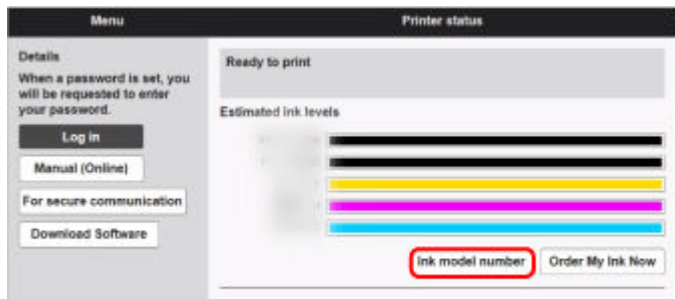 Menu
Printer status
Details
When a password is set, you
will be requested to enter
your password.
Log in
Manual (Online)
For secure communication
Download Software
Ready to print
Estimated ink levels
Ink model number
Order My Ink Now